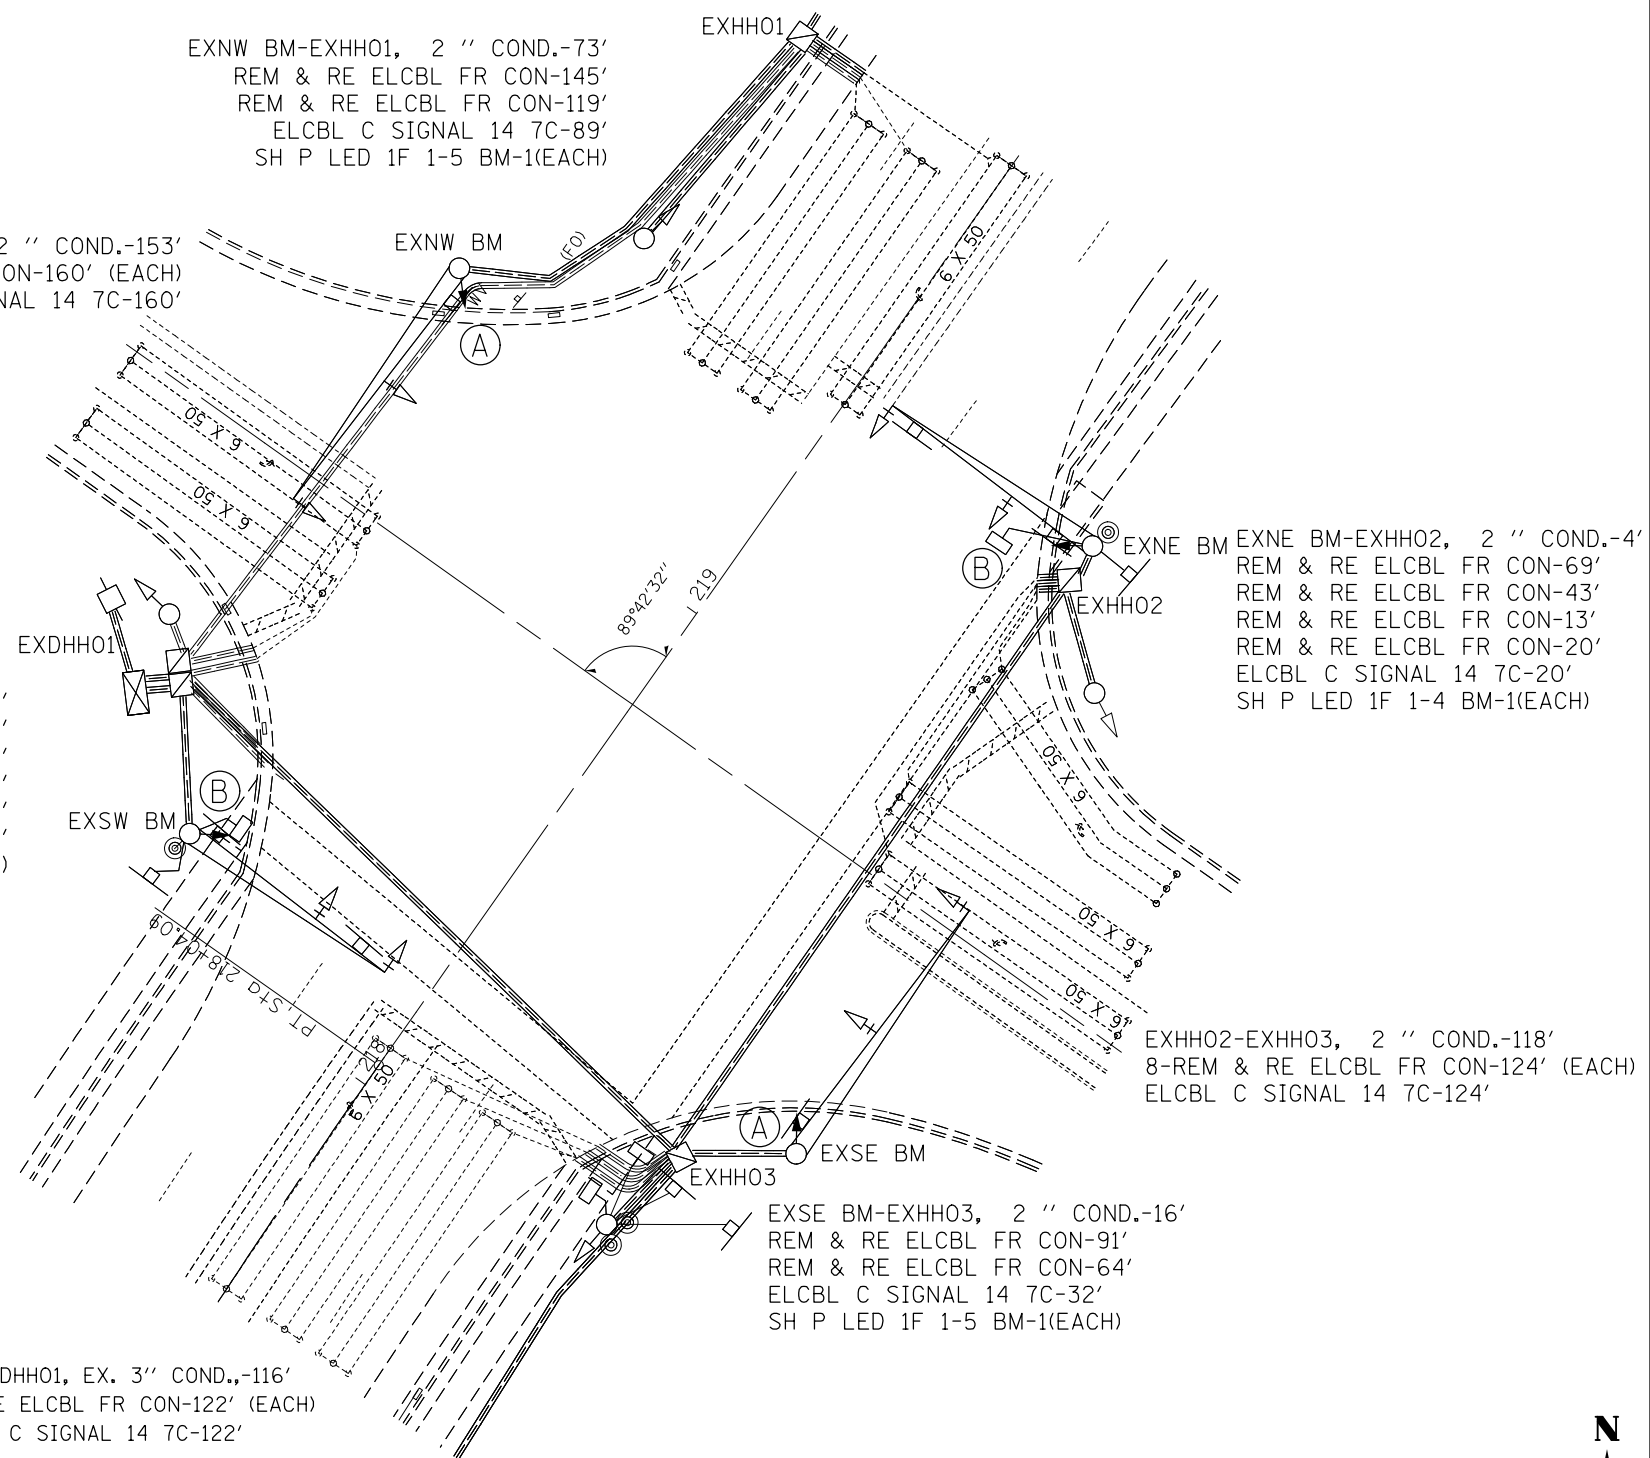 EXHH01
EXNW BM-EXHH01, 2 '' COND.-73'
REM & RE ELCBL FR CON-145'
REM & RE ELCBL FR CON-119'
ELCBL C SIGNAL 14 7C-89'
SH P LED 1F 1-5 BM-1(EACH)
2 '' COND.-153'
CON-160' (EACH)
NAL 14 7C-160'
EXNW BM
(FO)
P
A
6 X 50
6 X 50
6 X 50
EXNE BM
B
EXHH02
EXNE BM-EXHH02, 2 '' COND.-4'
REM & RE ELCBL FR CON-69'
REM & RE ELCBL FR CON-43'
REM & RE ELCBL FR CON-13'
REM & RE ELCBL FR CON-20'
ELCBL C SIGNAL 14 7C-20'
SH P LED 1F 1-4 BM-1(EACH)
89°42'32"
219
EXDHH01
'
'
'
'
'
'
)
B
EXSW BM
6 X 50
6 X 50
6 X 50
PT Sta 218+04.09
218
6 X 50
A
EXSE BM
EXHH03
EXHH02-EXHH03, 2 '' COND.-118'
8-REM & RE ELCBL FR CON-124' (EACH)
ELCBL C SIGNAL 14 7C-124'
EXSE BM-EXHH03, 2 '' COND.-16'
REM & RE ELCBL FR CON-91'
REM & RE ELCBL FR CON-64'
ELCBL C SIGNAL 14 7C-32'
SH P LED 1F 1-5 BM-1(EACH)
DHH01, EX. 3'' COND.,-116'
E ELCBL FR CON-122' (EACH)
C SIGNAL 14 7C-122'
N